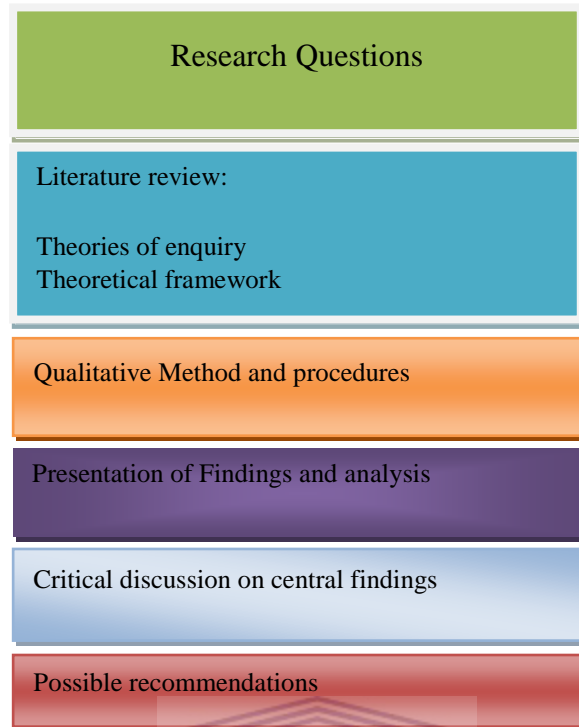 Research Questions
Literature review:
Theories of enquiry
Theoretical framework
Qualitative Method and procedures
Presentation of Findings and analysis
Critical discussion on central findings
Possible recommendations